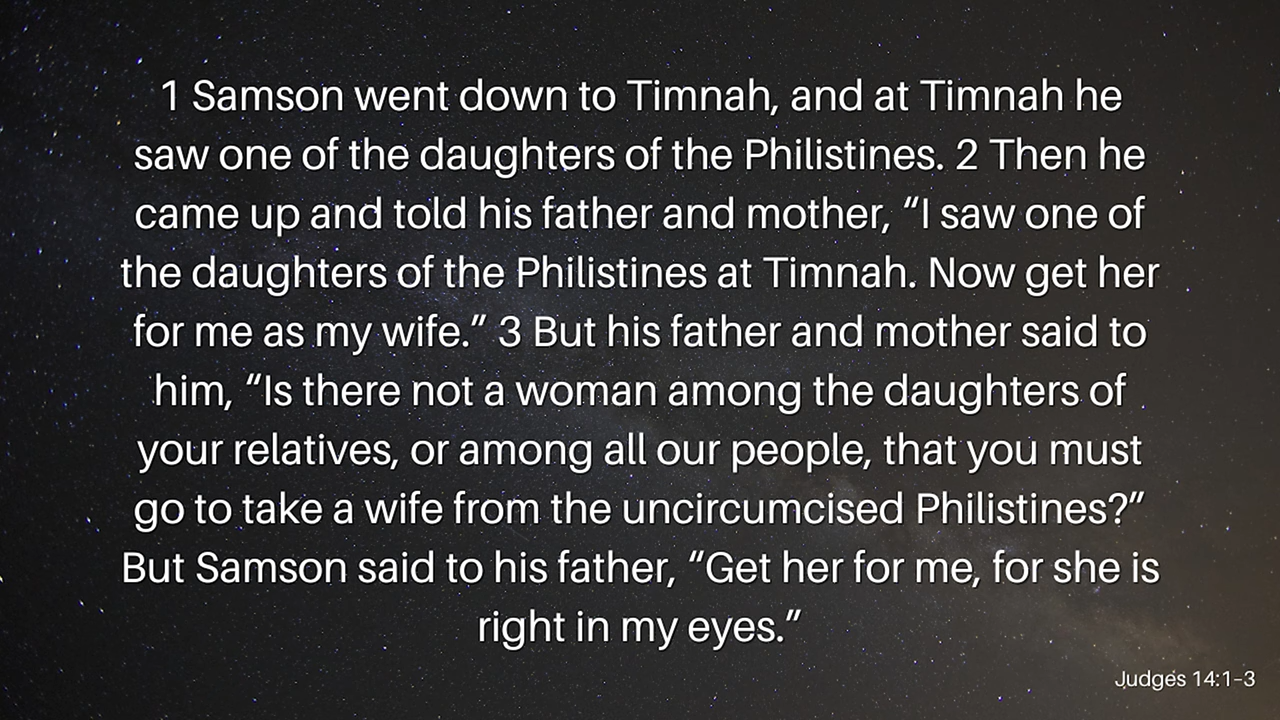 1 Samson went down to Timnah, and at Timnah he
saw one of the daughters of the Philistines. 2 Then he
came up and told his father and mother, “I saw one of
the daughters of the Philistines at Timnah. Now get her
for me as my wife.” 3 But his father and mother said to
him, “Is there not a woman among the daughters of
your relatives, or among all our people, that you must
go to take a wife from the uncircumcised Philistines?”
But Samson said to his father, “Get her for me, for she is
right in my eyes.”
Judges 14:1–3